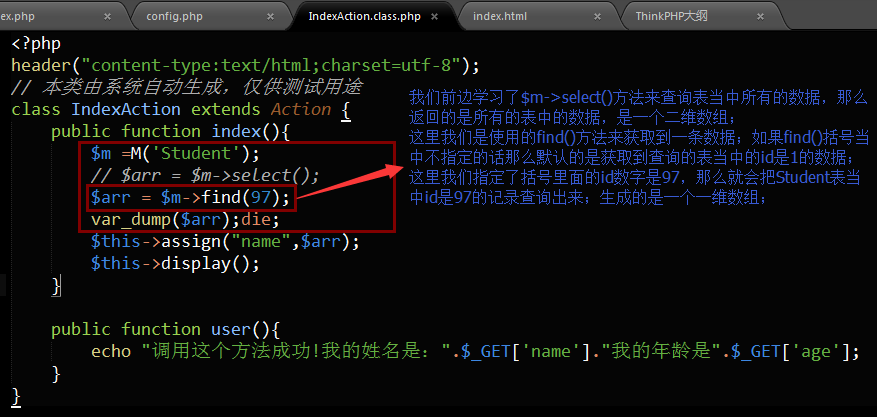 ex.php × config.php × IndexAction.class.php × index.html × ThinkPHP大纲 ×
<?php
header("content-type:text/html;charset=utf-8");
// 本类由系统自动生成，仅供测试用途
class IndexAction extends Action {
public function index(){
$m =M('Student');
// $arr = $m->select();
$arr = $m->find(97);
var_dump($arr);die;
$this->assign("name",$arr);
$this->display();
}
public function user(){
echo "调用这个方法成功!我的姓名是：".$_GET['name']."我的年龄是".$_GET['age'];
}
}
我们前边学习了$m->select()方法来查询表当中所有的数据，那么
返回的是所有的表中的数据，是一个二维数组；
这里我们是使用的find()方法来获取到一条数据；如果find()括号当
中不指定的话那么默认的是获取到查询的表当中的id是1的数据；
这里我们指定了括号里面的id数字是97，那么就会把Student表当
中id是97的记录查询出来；生成的是一个一维数组；